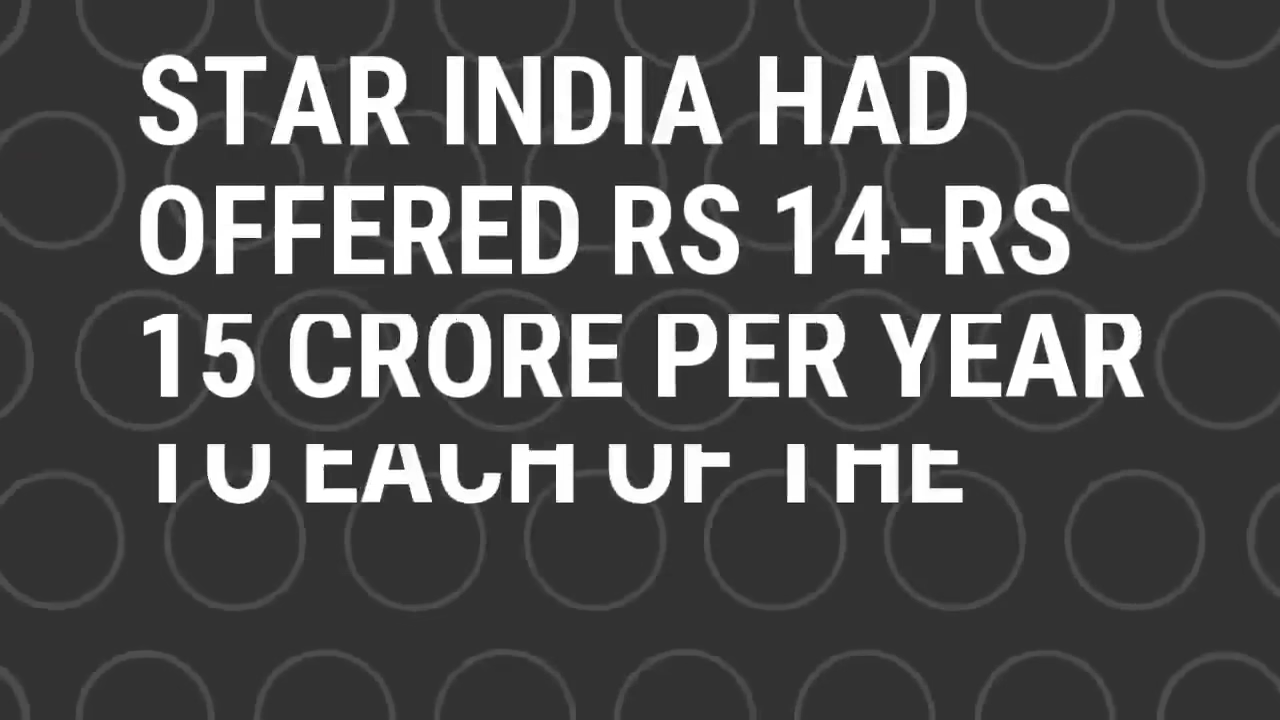 STAR INDIA HAD
OFFERED RS 14-RS
15 CRORE PER YEAR
TO EACH OF THE